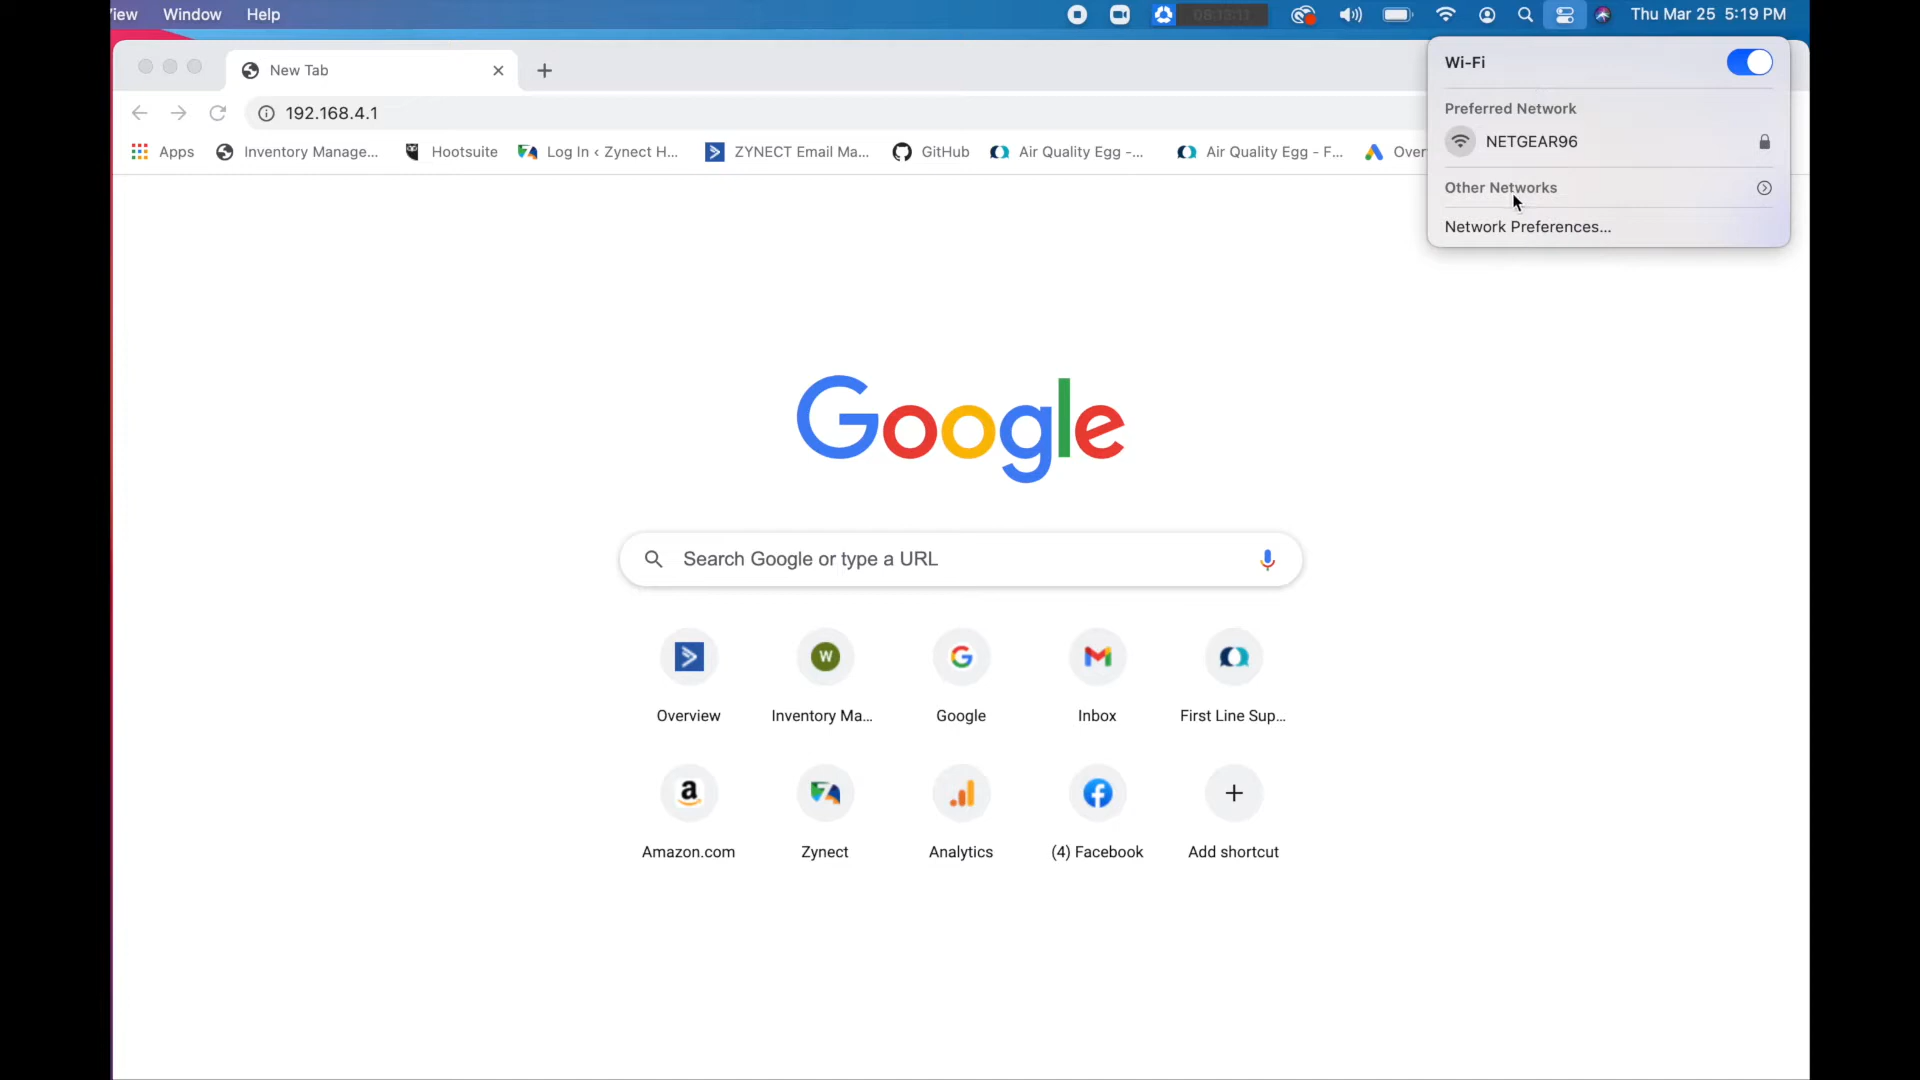 iew Window Help
Thu Mar 25 5:19 PM
New Tab
192.168.4.1
Apps Inventory Manage... Hootsuite Log In ‹ Zynect H... ZYNECT Email Ma... GitHub Air Quality Egg -... Air Quality Egg - F... Over
Wi-Fi
Preferred Network
NETGEAR96
Other Networks
Network Preferences...
Google
Search Google or type a URL
W
Overview Inventory Ma... Google Inbox First Line Sup...
Amazon.com Zynect Analytics (4) Facebook Add shortcut